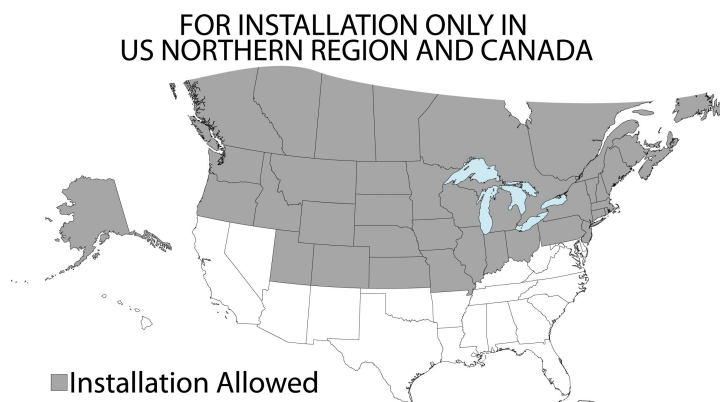 FOR INSTALLATION ONLY IN
US NORTHERN REGION AND CANADA
Installation Allowed